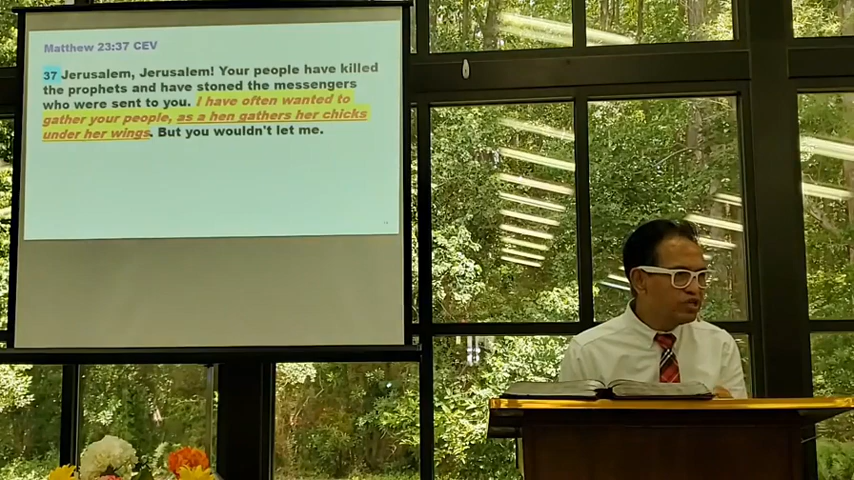 Matthew 23:37 CEV
37 Jerusalem, Jerusalem! Your people have killed
the prophets and have stoned the messengers
who were sent to you. I have often wanted to
gather your people, as a hen gathers her chicks
under her wings. But you wouldn't let me.